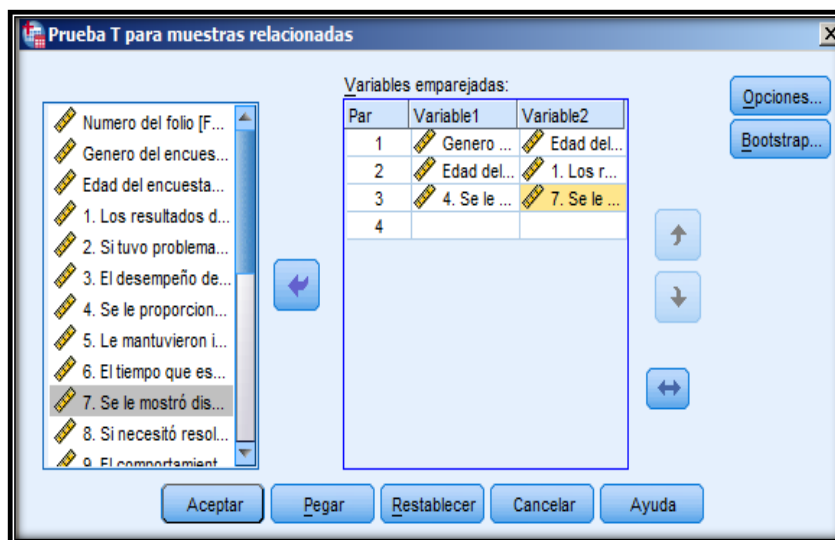 Prueba T para muestras relacionadas
Variables emparejadas:
Numero del folio [F...
Genero del encues...
Edad del encuesta...
1. Los resultados d...
2. Si tuvo problema...
3. El desempeño de...
4. Se le proporcion...
5. Le mantuvieron i...
6. El tiempo que es...
7. Se le mostró dis...
8. Si necesitó resol...
9. El comportamient...
Par Variable1 Variable2
1 Genero ... Edad del...
2 Edad del... 1. Los r...
3 4. Se le ... 7. Se le ...
4
Opciones...
Bootstrap...
Aceptar Pegar Restablecer Cancelar Ayuda